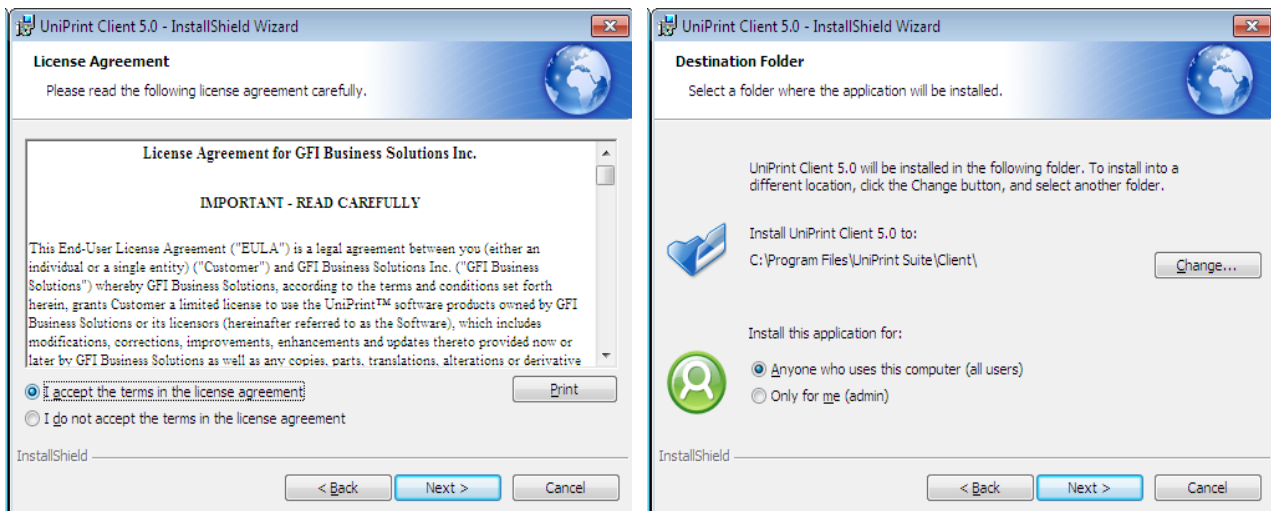 UniPrint Client 5.0 - InstallShield Wizard
License Agreement
Please read the following license agreement carefully.
License Agreement for GFI Business Solutions Inc.
IMPORTANT - READ CAREFULLY
This End-User License Agreement ("EULA") is a legal agreement between you (either an
individual or a single entity) ("Customer") and GFI Business Solutions Inc. ("GFI Business
Solutions") whereby GFI Business Solutions, according to the terms and conditions set forth
herein, grants Customer a limited license to use the UniPrint™ software products owned by GFI
Business Solutions or its licensors (hereinafter referred to as the Software), which includes
modifications, corrections, improvements, enhancements and updates thereto provided now or
later by GFI Business Solutions as well as any copies, parts, translations, alterations or derivative
I accept the terms in the license agreement
Print
I do not accept the terms in the license agreement
InstallShield
< Back
Next >
Cancel
UniPrint Client 5.0 - InstallShield Wizard
Destination Folder
Select a folder where the application will be installed.
UniPrint Client 5.0 will be installed in the following folder. To install into a
different location, click the Change button, and select another folder.
Install UniPrint Client 5.0 to:
C:\Program Files\UniPrint Suite\Client\
Change...
Install this application for:
Anyone who uses this computer (all users)
Only for me (admin)
InstallShield
< Back
Next >
Cancel